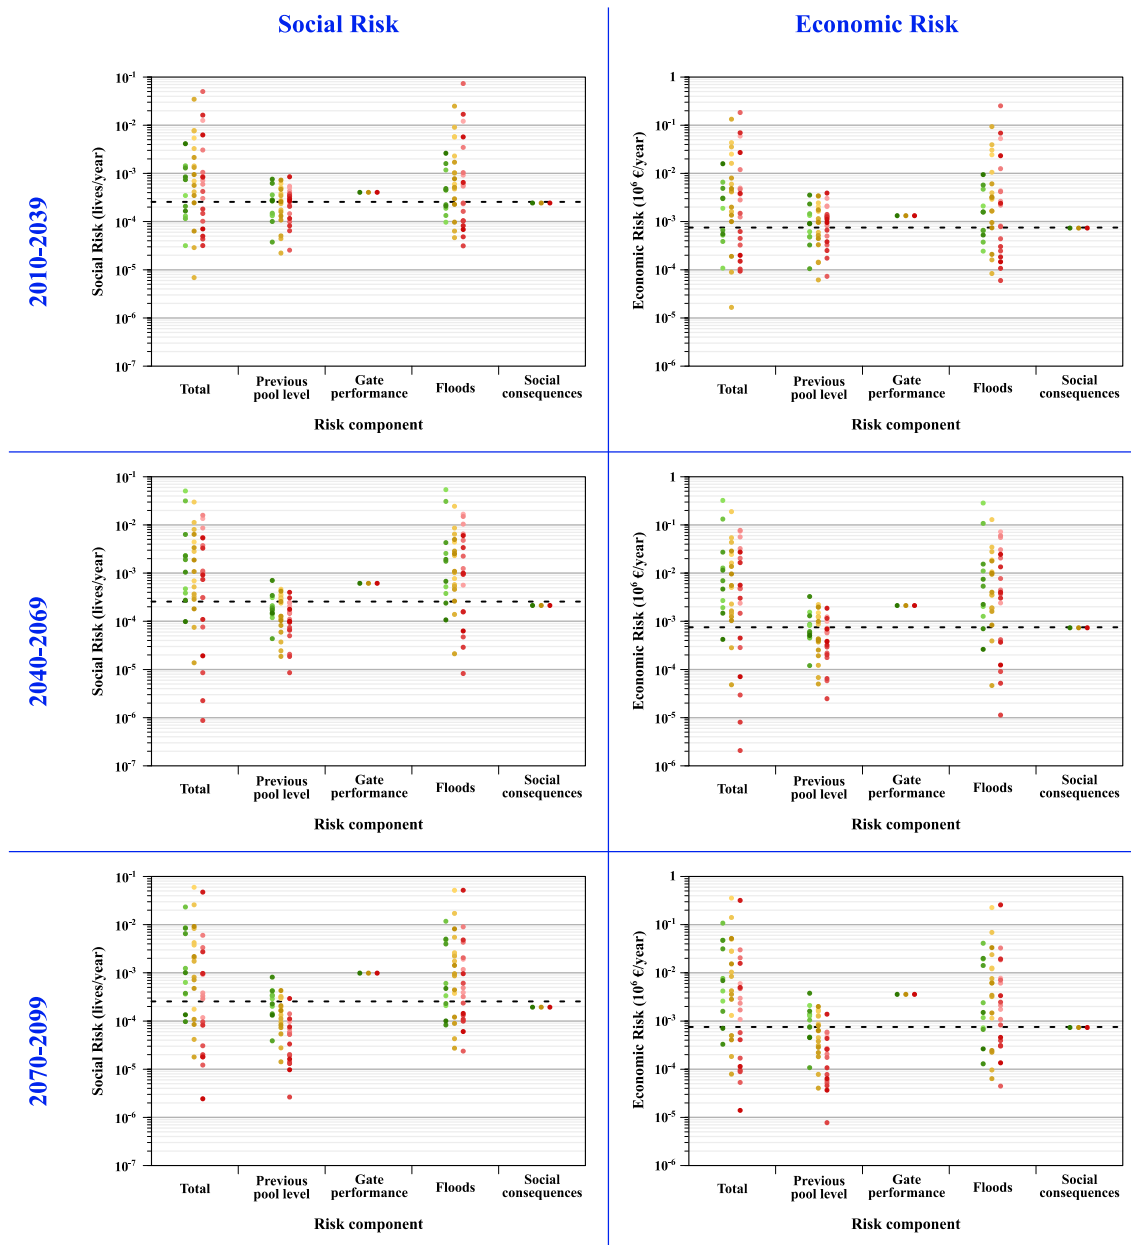 Social Risk
Economic Risk
2010-2039
Social Risk (lives/year)
10-1
10-2
10-3
10-4
10-5
10-6
10-7
Total
Previous
pool level
Gate
performance
Floods
Social
consequences
Risk component
Economic Risk (10⁶ €/year)
1
10-1
10-2
10-3
10-4
10-5
10-6
Total
Previous
pool level
Gate
performance
Floods
Social
consequences
Risk component
2040-2069
Social Risk (lives/year)
10-1
10-2
10-3
10-4
10-5
10-6
10-7
Total
Previous
pool level
Gate
performance
Floods
Social
consequences
Risk component
Economic Risk (10⁶ €/year)
1
10-1
10-2
10-3
10-4
10-5
10-6
Total
Previous
pool level
Gate
performance
Floods
Social
consequences
Risk component
2070-2099
Social Risk (lives/year)
10-1
10-2
10-3
10-4
10-5
10-6
10-7
Total
Previous
pool level
Gate
performance
Floods
Social
consequences
Risk component
Economic Risk (10⁶ €/year)
1
10-1
10-2
10-3
10-4
10-5
10-6
Total
Previous
pool level
Gate
performance
Floods
Social
consequences
Risk component